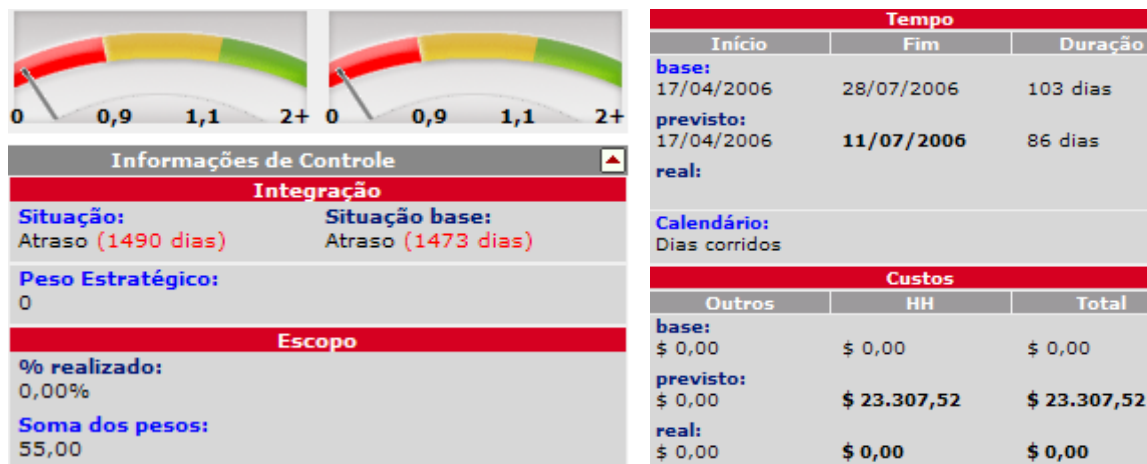 0 0,9 1,1 2+
0 0,9 1,1 2+
Informações de Controle
Integração
Situação: Situação base:
Atraso (1490 dias) Atraso (1473 dias)
Peso Estratégico:
0
Escopo
% realizado:
0,00%
Soma dos pesos:
55,00
Tempo
Início Fim Duração
base:
17/04/2006 28/07/2006 103 dias
previsto:
17/04/2006 11/07/2006 86 dias
real:
Calendário:
Dias corridos
Custos
Outros HH Total
base:
$ 0,00 $ 0,00 $ 0,00
previsto:
$ 0,00 $ 23.307,52 $ 23.307,52
real:
$ 0,00 $ 0,00 $ 0,00